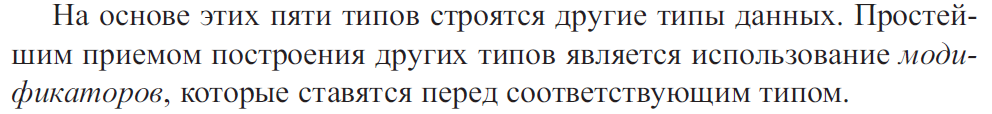 На основе этих пяти типов строятся другие типы данных. Простей-
шим приемом построения других типов является использование моди-
фикаторов, которые ставятся перед соответствующим типом.